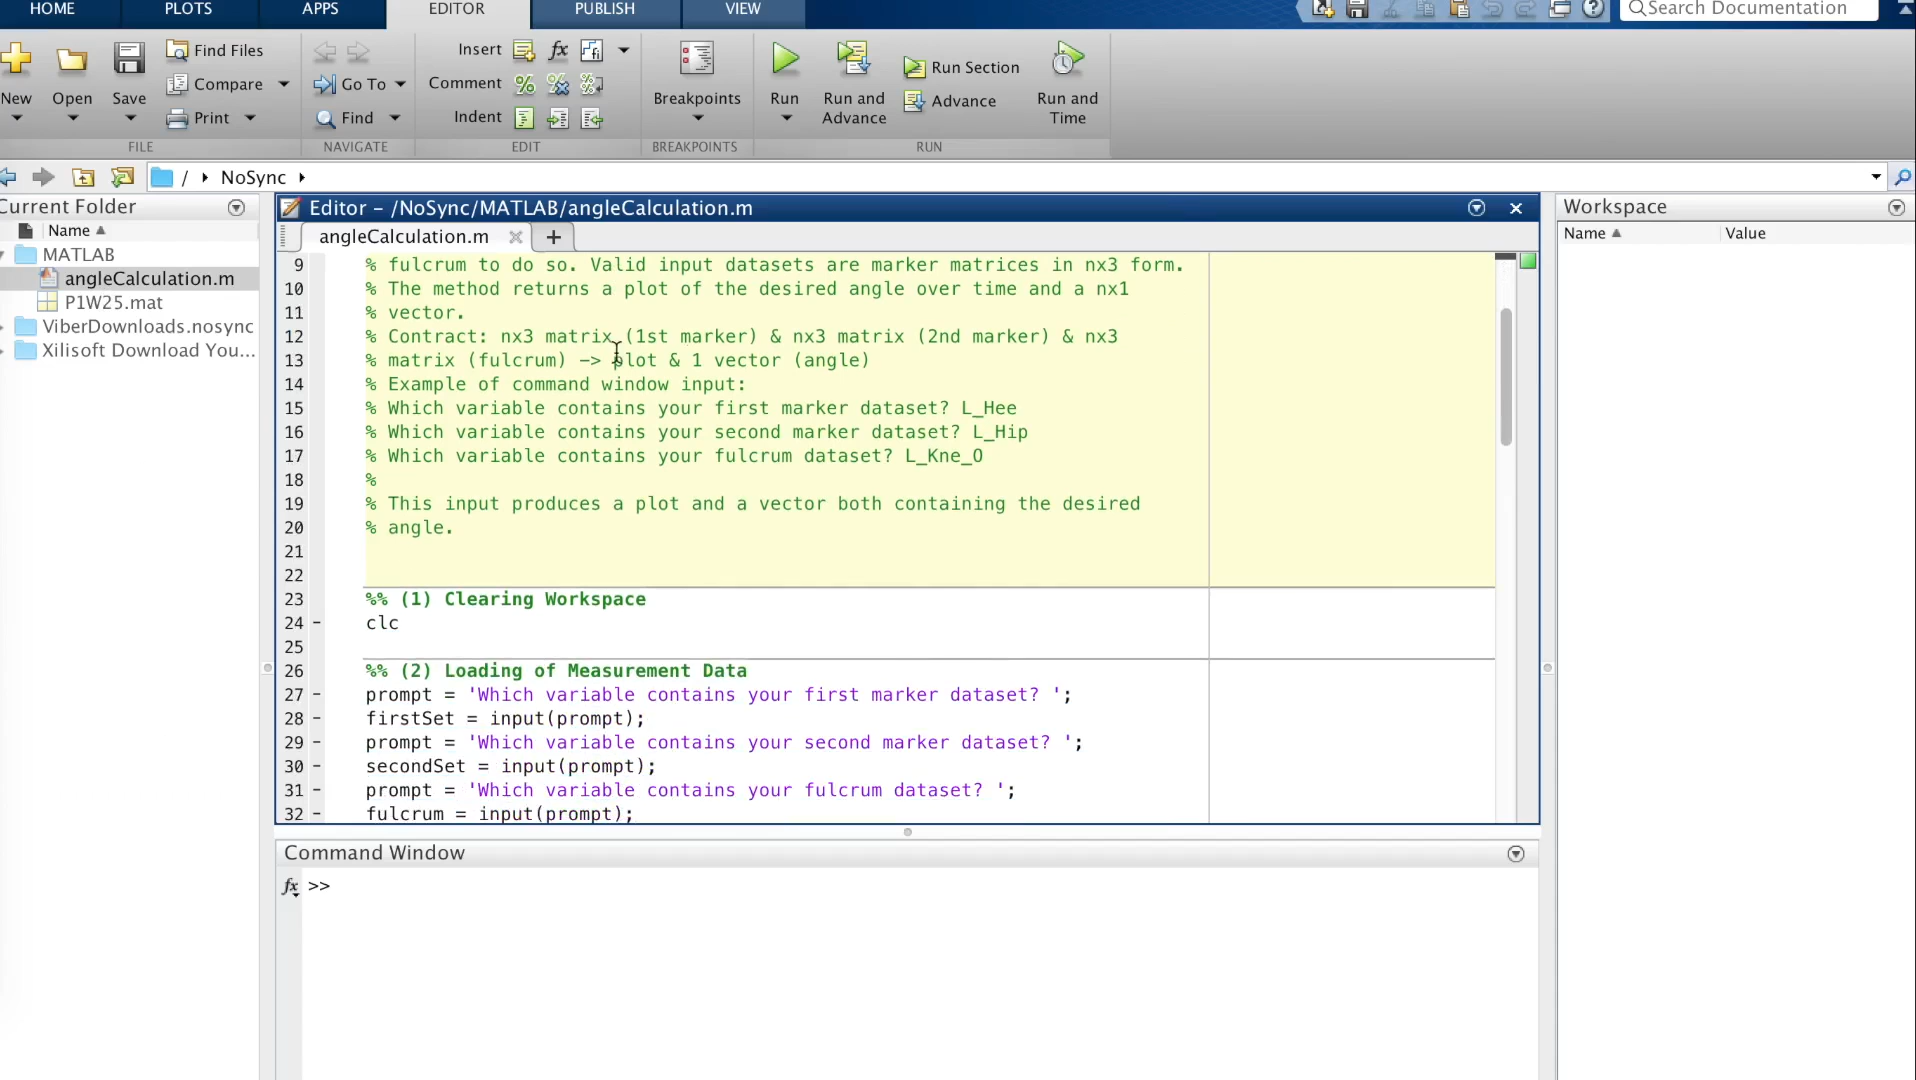 HOME PLOTS APPS EDITOR PUBLISH VIEW
Search Documentation
New Open Save
Find Files
Compare
Print
Go To
Find
Insert
Comment
Indent
Breakpoints
Run
Run and Advance
Run Section
Advance
Run and Time
FILE NAVIGATE EDIT BREAKPOINTS RUN
/ NoSync
Current Folder
Name
MATLAB
angleCalculation.m
P1W25.mat
ViberDownloads.nosync
Xilisoft Download You...
Editor - /NoSync/MATLAB/angleCalculation.m
angleCalculation.m
9 % fulcrum to do so. Valid input datasets are marker matrices in nx3 form.
10 % The method returns a plot of the desired angle over time and a nx1
11 % vector.
12 % Contract: nx3 matrix (1st marker) & nx3 matrix (2nd marker) & nx3
13 % matrix (fulcrum) -> plot & 1 vector (angle)
14 % Example of command window input:
15 % Which variable contains your first marker dataset? L_Hee
16 % Which variable contains your second marker dataset? L_Hip
17 % Which variable contains your fulcrum dataset? L_Kne_O
18 %
19 % This input produces a plot and a vector both containing the desired
20 % angle.
21
22
23 %% (1) Clearing Workspace
24 - clc
25
26 %% (2) Loading of Measurement Data
27 - prompt = 'Which variable contains your first marker dataset? ';
28 - firstSet = input(prompt);
29 - prompt = 'Which variable contains your second marker dataset? ';
30 - secondSet = input(prompt);
31 - prompt = 'Which variable contains your fulcrum dataset? ';
32 - fulcrum = input(prompt);
Command Window
fx >>
Workspace
Name Value